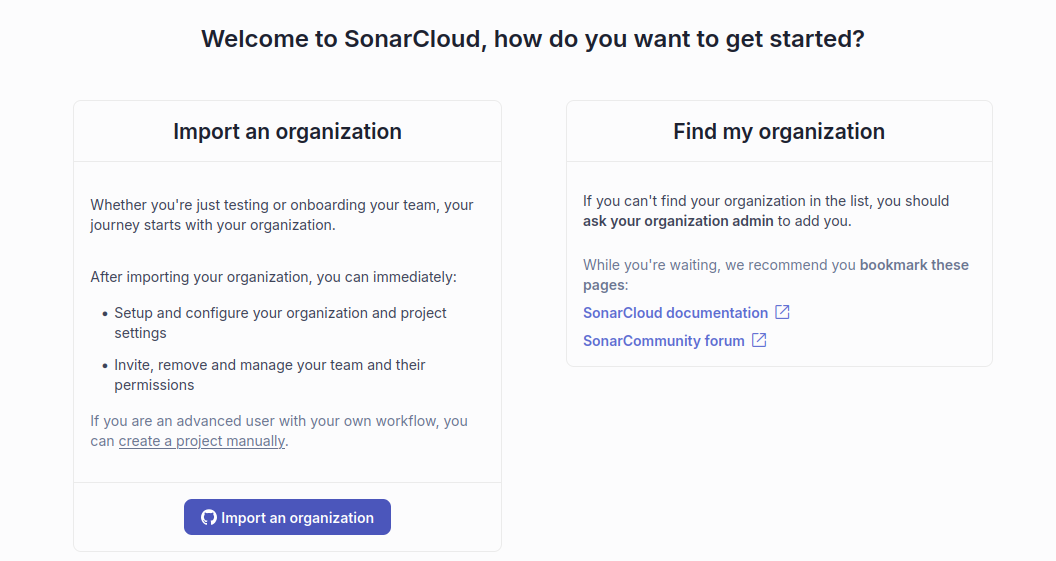 Welcome to SonarCloud, how do you want to get started?
Import an organization
Whether you're just testing or onboarding your team, your
journey starts with your organization.
After importing your organization, you can immediately:
• Setup and configure your organization and project
settings
• Invite, remove and manage your team and their
permissions
If you are an advanced user with your own workflow, you
can create a project manually.
Import an organization
Find my organization
If you can't find your organization in the list, you should
ask your organization admin to add you.
While you're waiting, we recommend you bookmark these
pages:
SonarCloud documentation
SonarCommunity forum